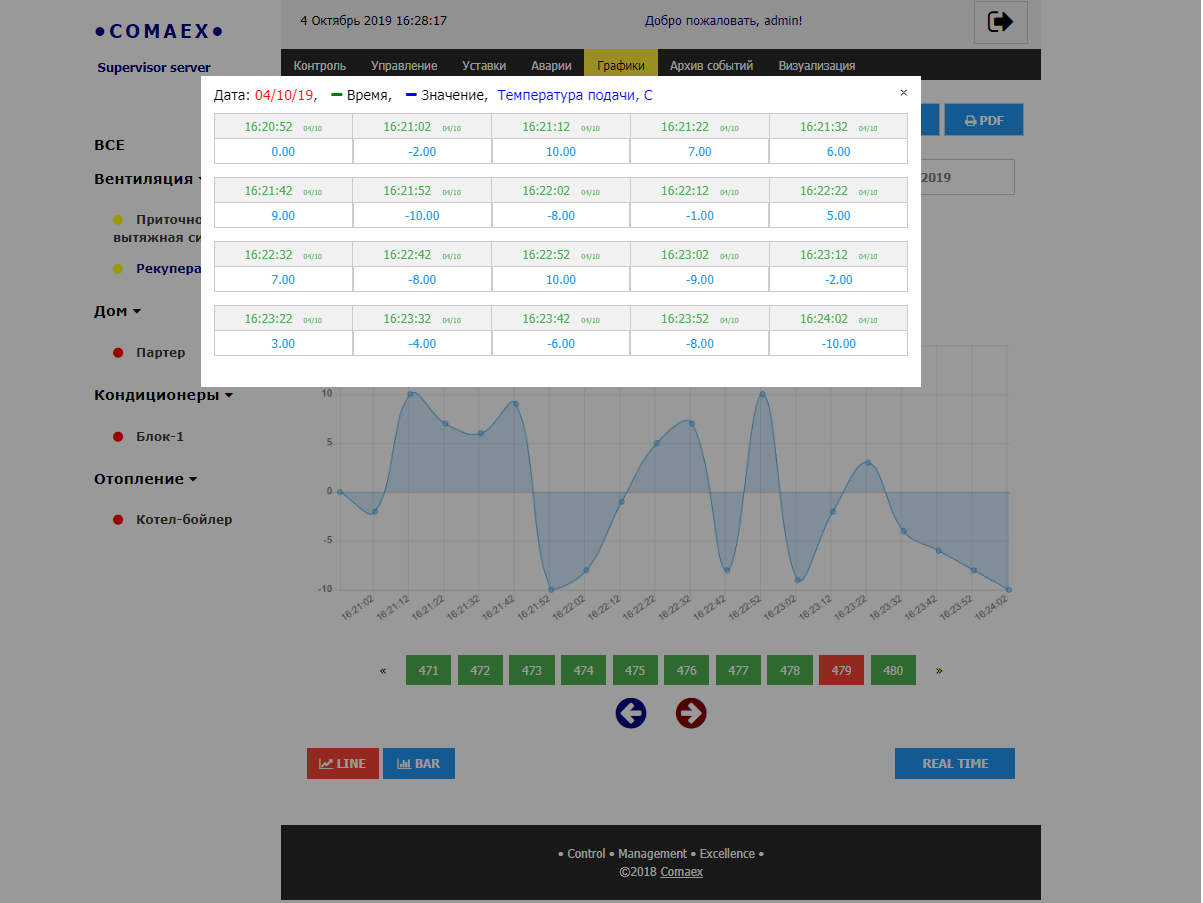 ●COMAEX●
Supervisor server
4 Октябрь 2019 16:28:17
Добро пожаловать, admin!
Контроль Управление Уставки Аварии Графики Архив событий Визуализация
Дата: 04/10/19, Время, Значение, Температура подачи, С ×
16:20:52 04/10 16:21:02 04/10 16:21:12 04/10 16:21:22 04/10 16:21:32 04/10
0.00 -2.00 10.00 7.00 6.00
16:21:42 04/10 16:21:52 04/10 16:22:02 04/10 16:22:12 04/10 16:22:22 04/10
9.00 -10.00 -8.00 -1.00 5.00
16:22:32 04/10 16:22:42 04/10 16:22:52 04/10 16:23:02 04/10 16:23:12 04/10
7.00 -8.00 10.00 -9.00 -2.00
16:23:22 04/10 16:23:32 04/10 16:23:42 04/10 16:23:52 04/10 16:24:02 04/10
3.00 -4.00 -6.00 -8.00 -10.00
PDF
2019
ВСЕ
Вентиляция
Приточно
вытяжная си
Рекупера
Дом
Партер
Кондиционеры
Блок-1
Отопление
Котел-бойлер
10
5
0
-5
-10
16:21:02 16:21:12 16:21:22 16:21:32 16:21:42 16:21:52 16:22:02 16:22:12 16:22:22 16:22:32 16:22:42 16:22:52 16:23:02 16:23:12 16:23:22 16:23:32 16:23:42 16:23:52 16:24:02
« 471 472 473 474 475 476 477 478 479 480 »
LINE BAR REAL TIME
• Control • Management • Excellence •
©2018 Comaex